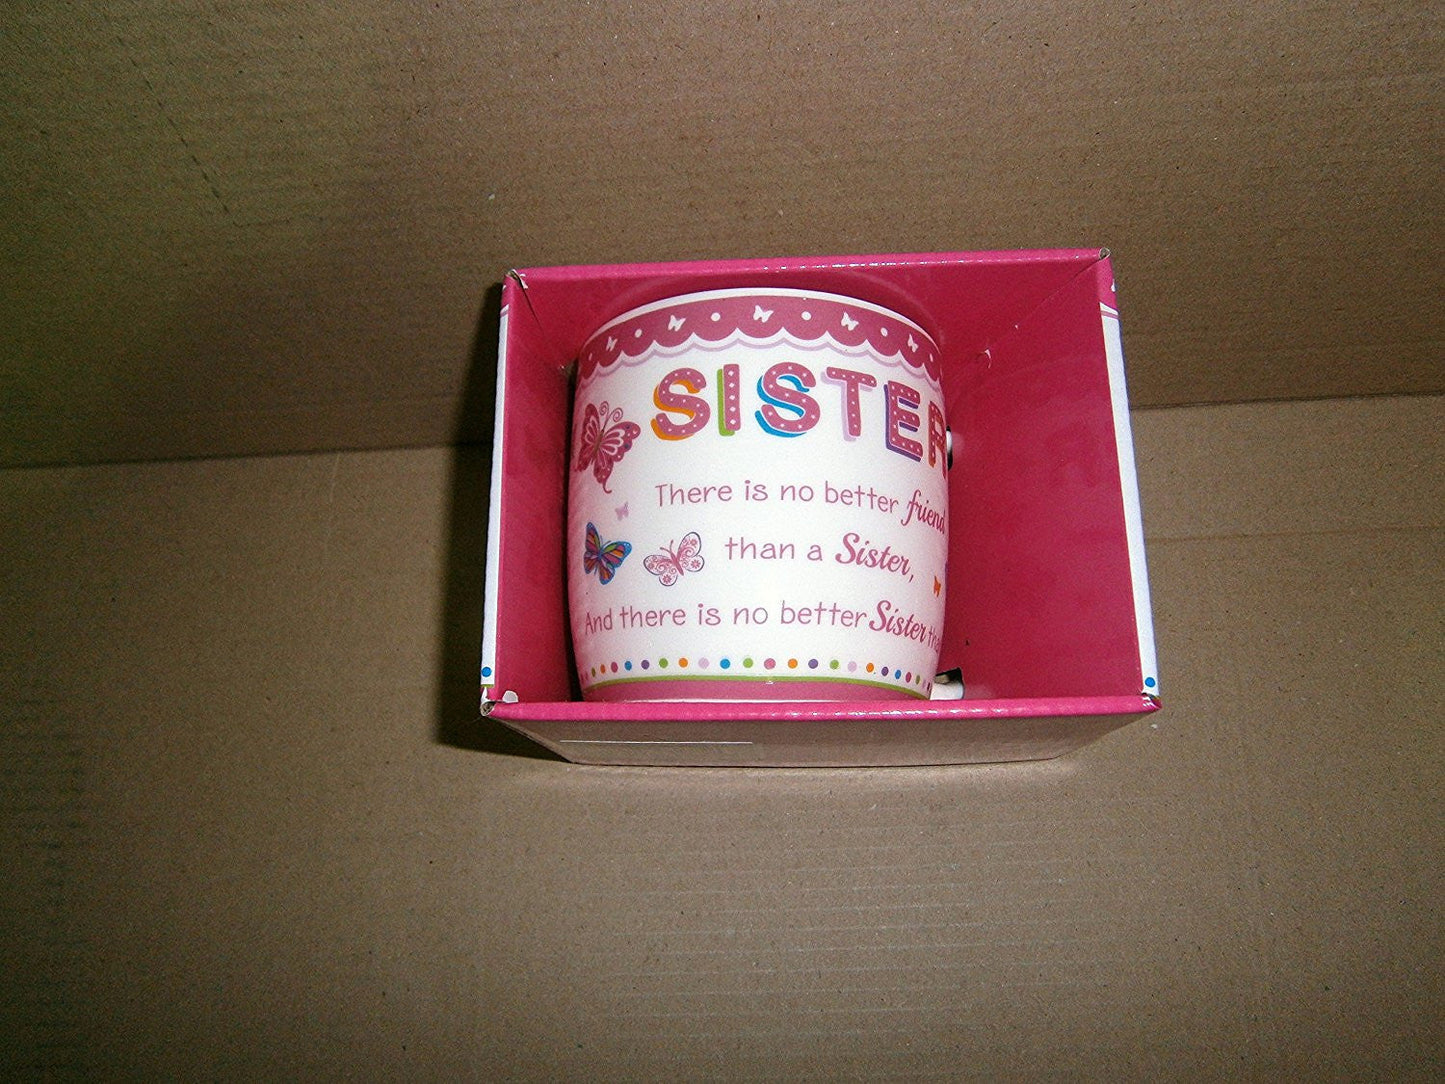 SISTER
There is no better friend
than a Sister,
And there is no better Sister